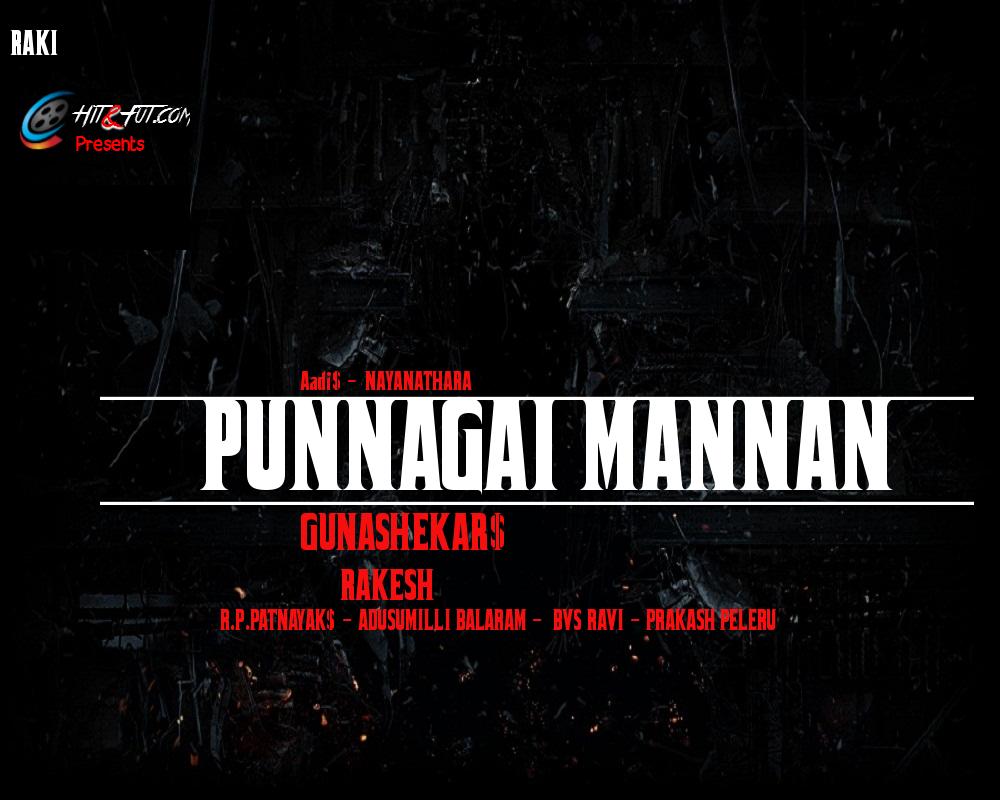 RAKI
HIT&FUT.COM
Presents
Aadi$ - NAYANATHARA
PUNNAGAI MANNAN
GUNASHEKAR$
RAKESH
R.P.PATNAYAK$ - ADUSUMILLI BALARAM - BVS RAVI - PRAKASH PELERU